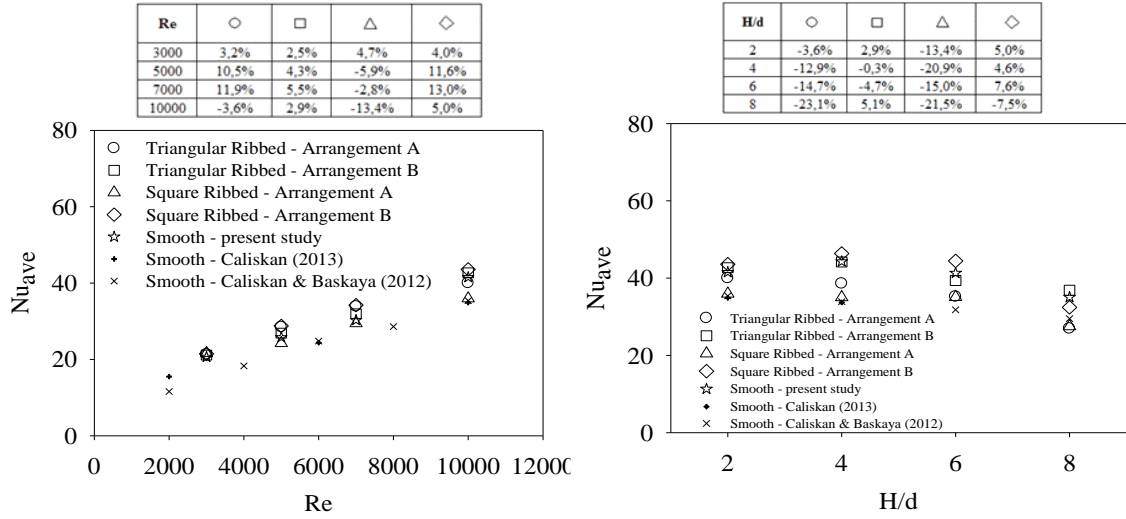 Re
3000 3,2% 2,5% 4,7% 4,0%
5000 10,5% 4,3% -5,9% 11,6%
7000 11,9% 5,5% -2,8% 13,0%
10000 -3,6% 2,9% -13,4% 5,0%
80
60
40
20
0
Nuave
Triangular Ribbed - Arrangement A
Triangular Ribbed - Arrangement B
Square Ribbed - Arrangement A
Square Ribbed - Arrangement B
Smooth - present study
Smooth - Caliskan (2013)
Smooth - Caliskan & Baskaya (2012)
0 2000 4000 6000 8000 10000 12000
Re
H/d
2 -3,6% 2,9% -13,4% 5,0%
4 -12,9% -0,3% -20,9% 4,6%
6 -14,7% -4,7% -15,0% 7,6%
8 -23,1% 5,1% -21,5% -7,5%
80
60
40
20
0
Nuave
Triangular Ribbed - Arrangement A
Triangular Ribbed - Arrangement B
Square Ribbed - Arrangement A
Square Ribbed - Arrangement B
Smooth - present study
Smooth - Caliskan (2013)
Smooth - Caliskan & Baskaya (2012)
2 4 6 8
H/d